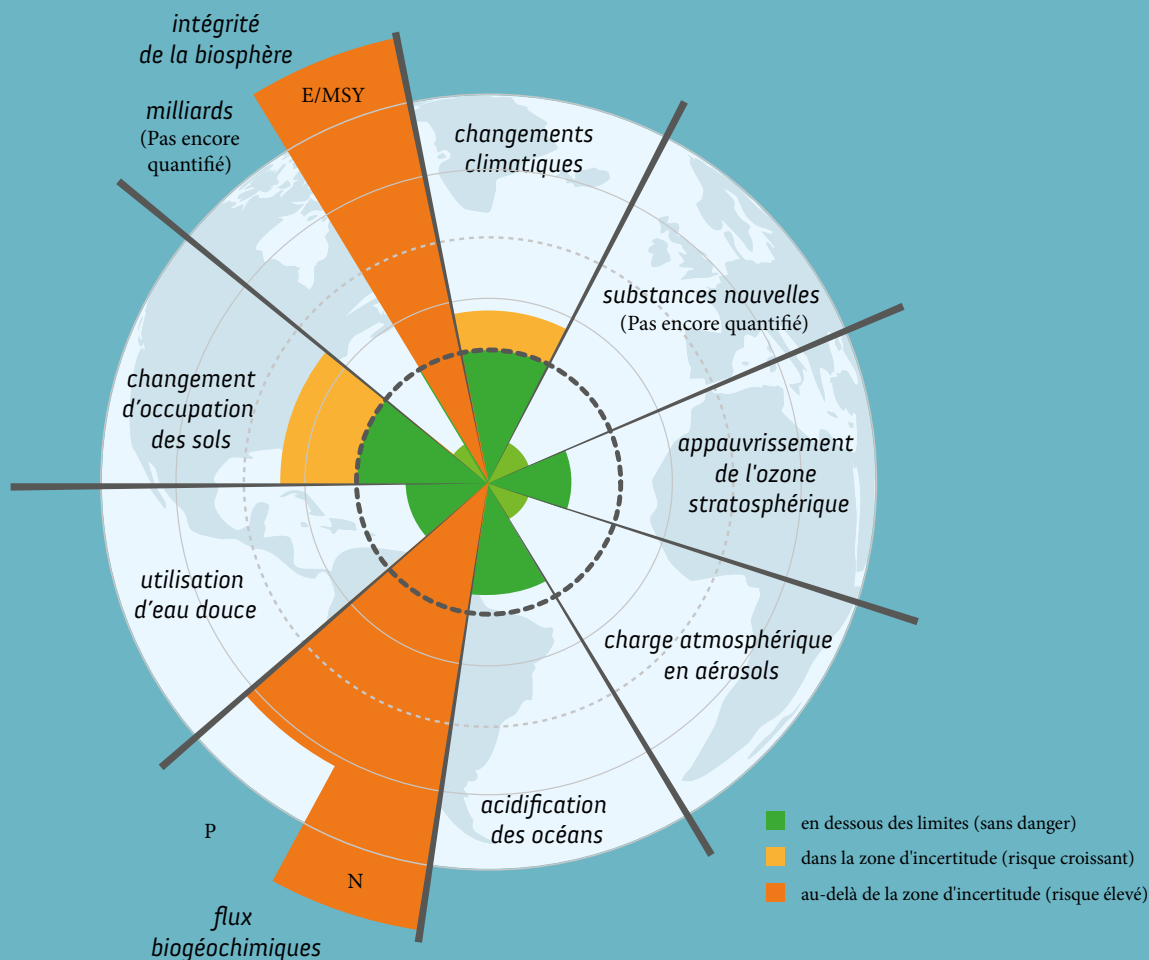 intégrité
de la biosphère
E/MSY
milliards
(Pas encore
quantifié)
changements
climatiques
substances nouvelles
(Pas encore quantifié)
changement
d'occupation
des sols
appauvrissement
de l'ozone
stratosphérique
utilisation
d'eau douce
charge atmosphérique
en aérosols
acidification
des océans
P
N
flux
biogéochimiques
en dessous des limites (sans danger)
dans la zone d'incertitude (risque croissant)
au-delà de la zone d'incertitude (risque élevé)